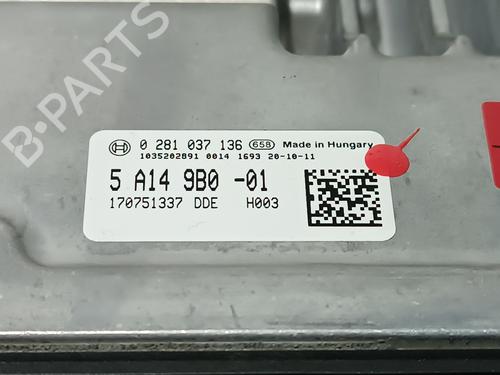 0 281 037 136 658 Made in Hungary
1035202891 0014 1693 20-10-11
5 A14 9B0 -01
170751337 DDE H003
B-PARTS